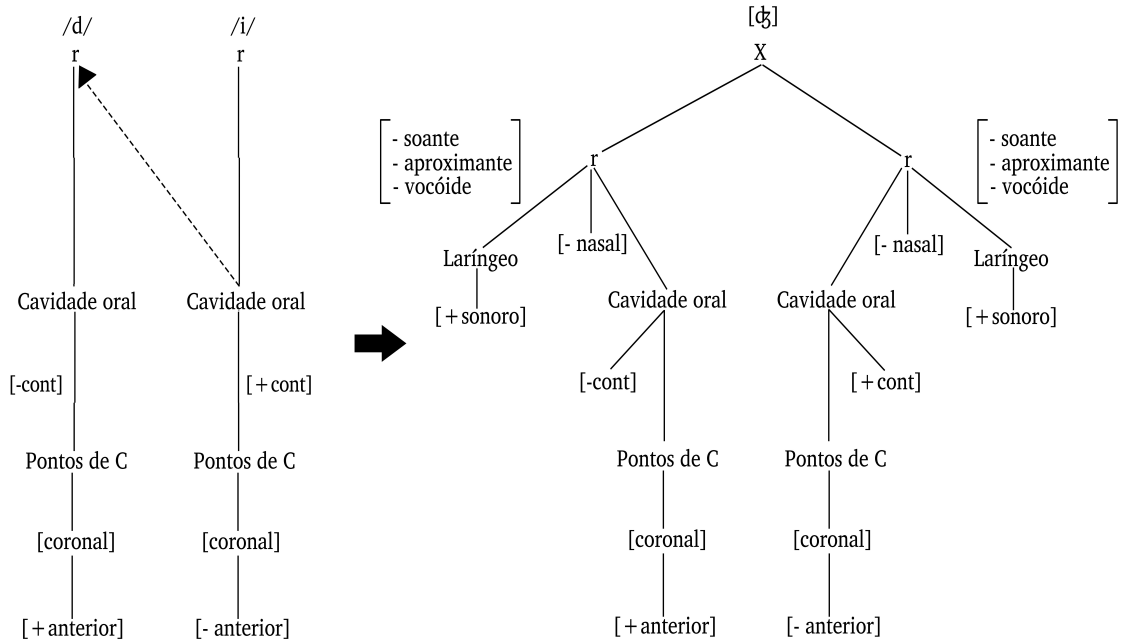 /d/
r
Cavidade oral
[-cont]
Pontos de C
[coronal]
[+anterior]
/i/
r
Cavidade oral
[+cont]
Pontos de C
[coronal]
[- anterior]
[ʤ]
X
- soante
- aproximante
- vocóide
r
Laríngeo
[+sonoro]
[- nasal]
Cavidade oral
[-cont]
Pontos de C
[coronal]
[+anterior]
r
- soante
- aproximante
- vocóide
[- nasal]
Laríngeo
[+sonoro]
Cavidade oral
[+cont]
Pontos de C
[coronal]
[- anterior]